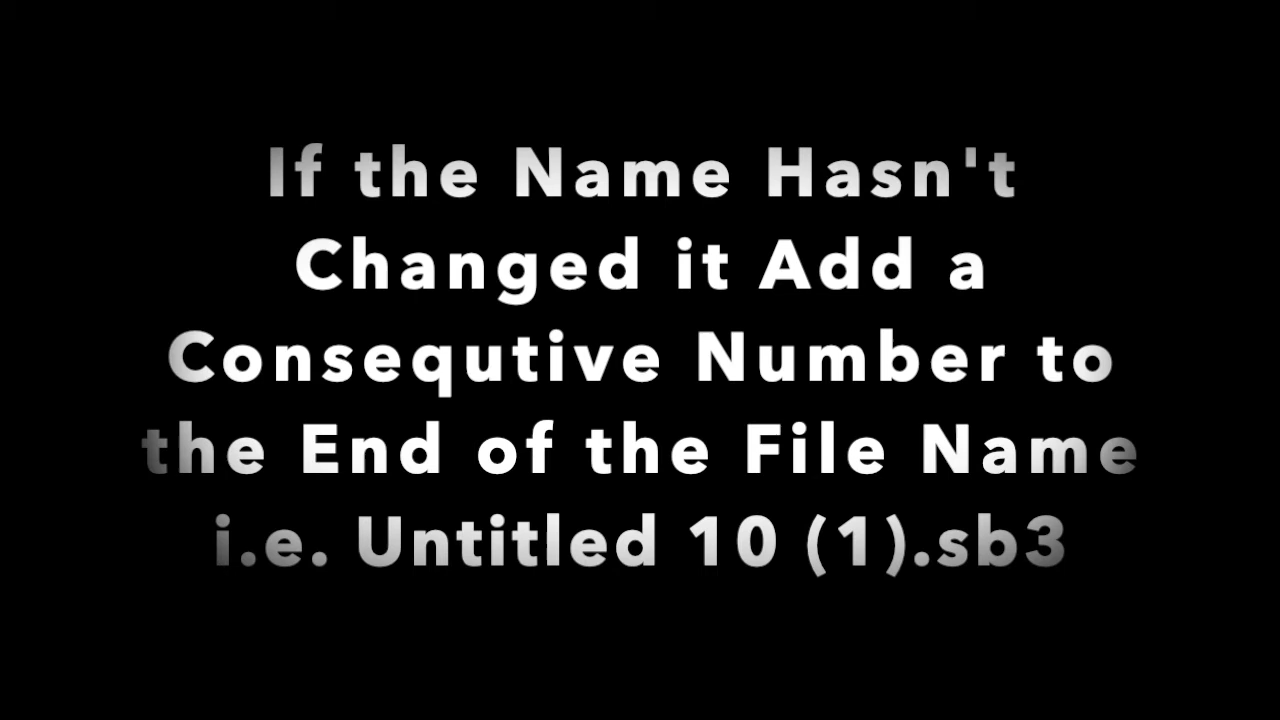 If the Name Hasn't
Changed it Add a
Consequtive Number to
the End of the File Name
i.e. Untitled 10 (1).sb3